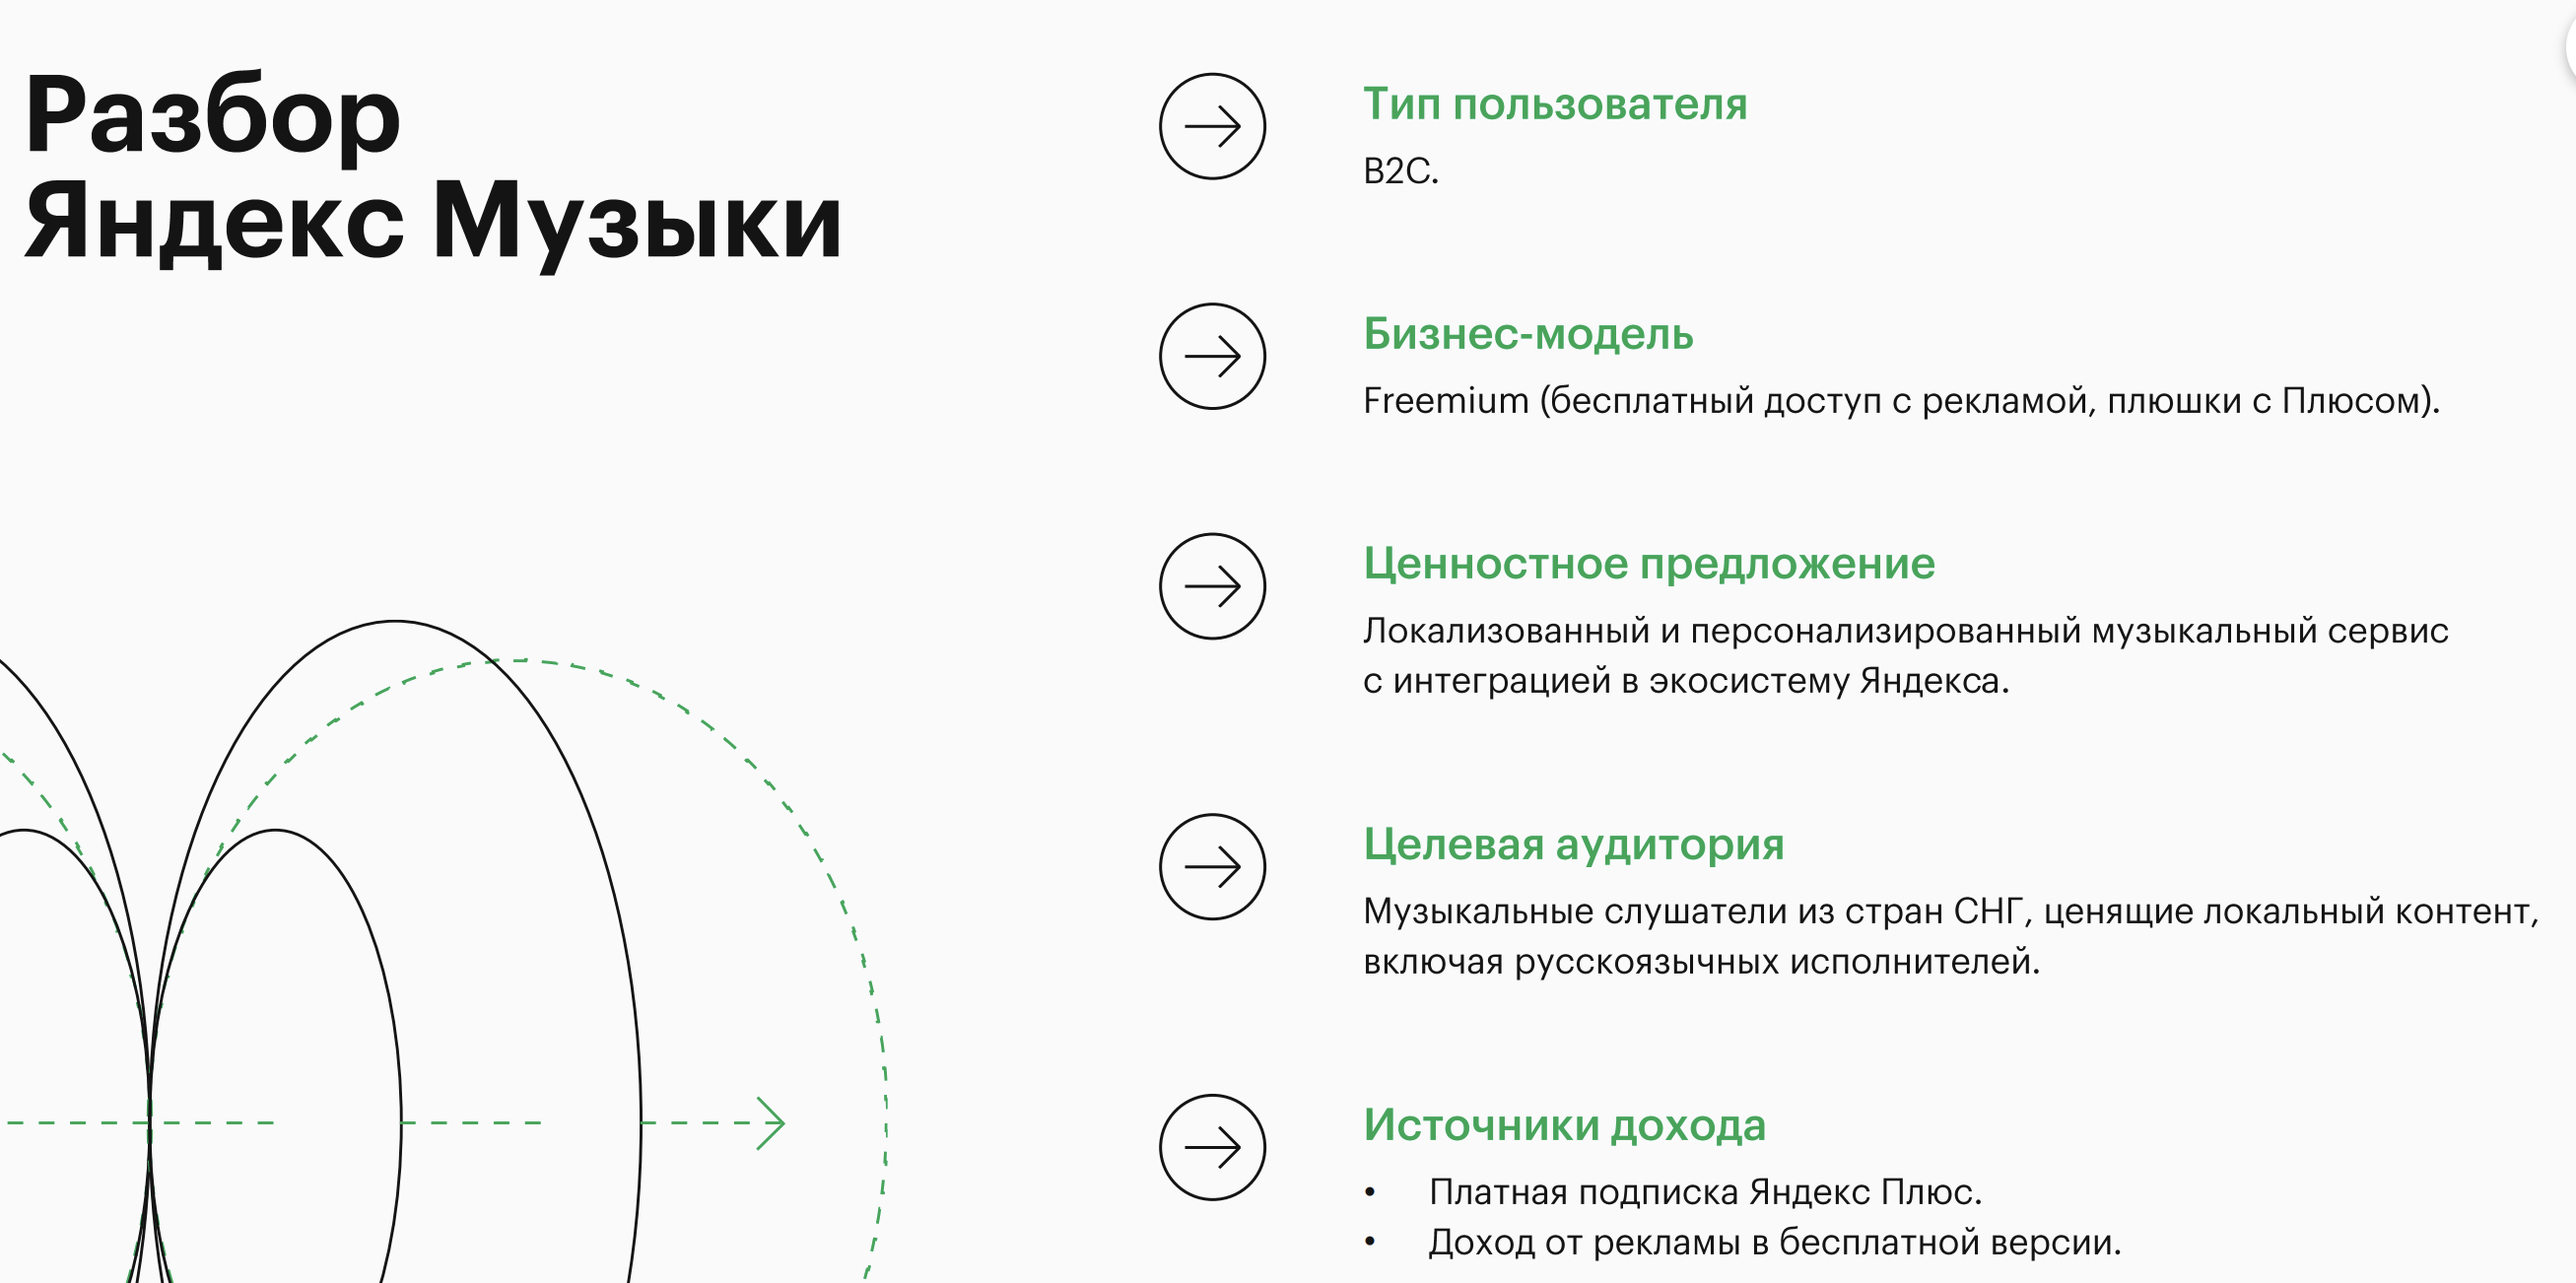 Разбор
Яндекс Музыки
Тип пользователя
B2C.
Бизнес-модель
Freemium (бесплатный доступ с рекламой, плюшки с Плюсом).
Ценностное предложение
Локализованный и персонализированный музыкальный сервис
с интеграцией в экосистему Яндекса.
Целевая аудитория
Музыкальные слушатели из стран СНГ, ценящие локальный контент,
включая русскоязычных исполнителей.
Источники дохода
• Платная подписка Яндекс Плюс.
• Доход от рекламы в бесплатной версии.